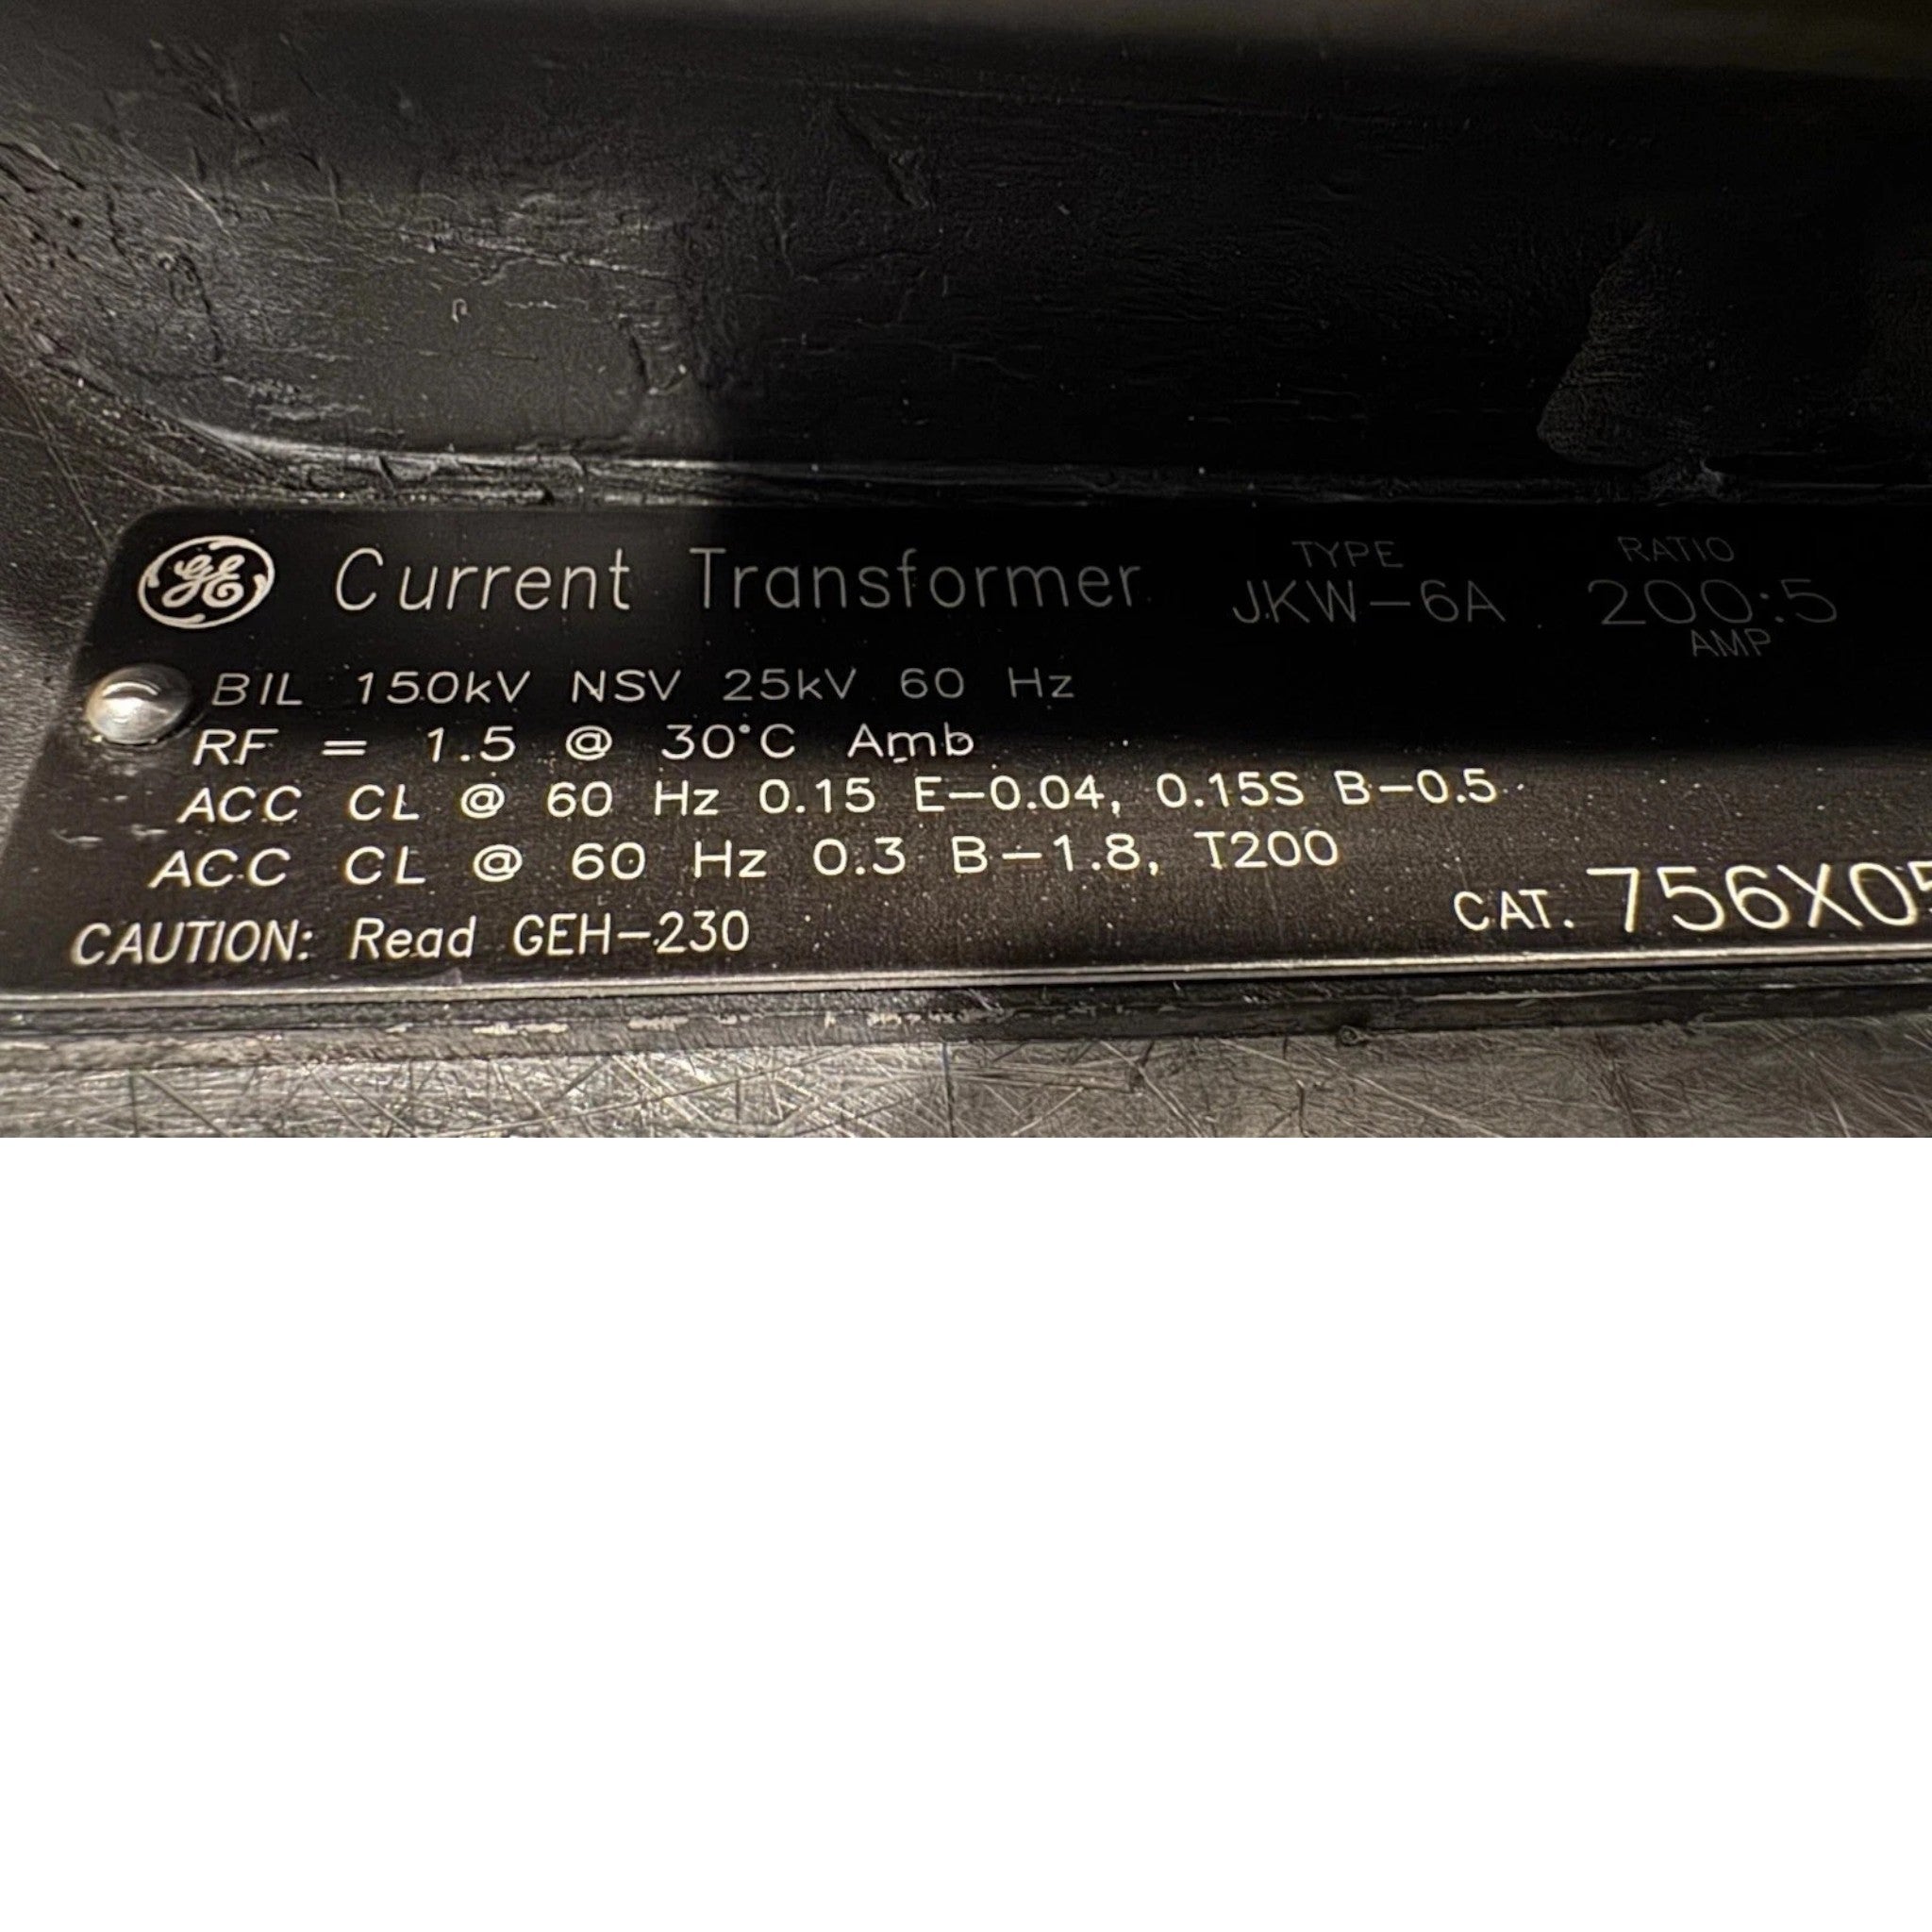 GE Current Transformer
TYPE
JKW-6A
RATIO
200:5
AMP
BIL 150kV NSV 25kV 60 Hz
RF = 1.5 @ 30°C Amb
ACC CL @ 60 Hz 0.15 E-0.04, 0.15S B-0.5
ACC CL @ 60 Hz 0.3 B-1.8, T200
CAUTION: Read GEH-230
CAT.